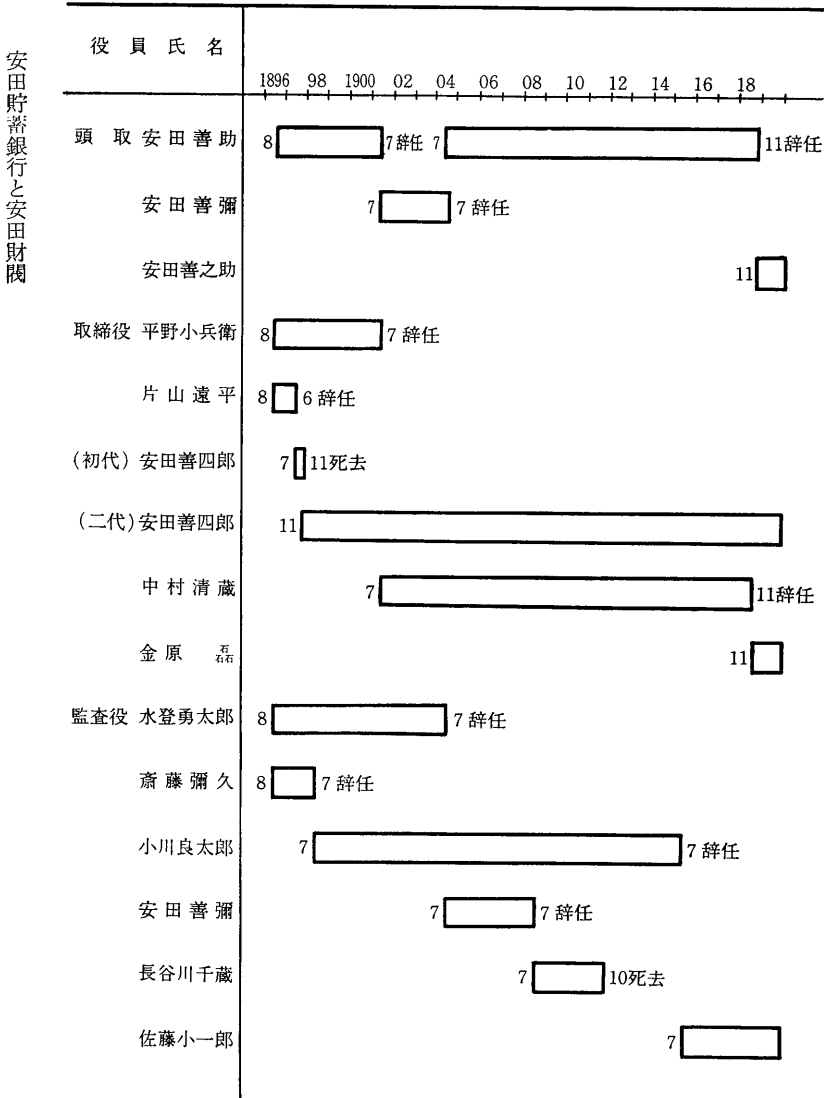 安田貯蓄銀行と安田財閥
役員氏名
1896 98 1900 02 04 06 08 10 12 14 16 18
頭取 安田善助 8 7辞任 7 11辞任
安田善彌 7 7辞任
安田善之助 11
取締役 平野小兵衛 8 7辞任
片山遠平 8 6辞任
(初代)安田善四郎 7 11死去
(二代)安田善四郎 11
中村清蔵 7 11辞任
金原磊 11
監査役 水登勇太郎 8 7辞任
斎藤彌久 8 7辞任
小川良太郎 7 7辞任
安田善彌 7 7辞任
長谷川千蔵 7 10死去
佐藤小一郎 7